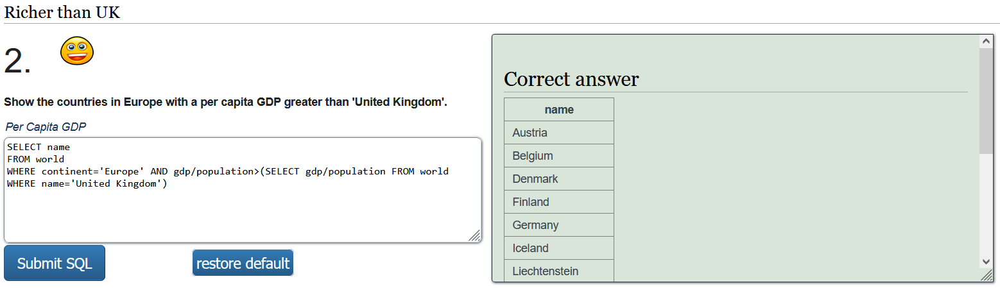 Richer than UK
2.
Show the countries in Europe with a per capita GDP greater than 'United Kingdom'.
Per Capita GDP
SELECT name
FROM world
WHERE continent='Europe' AND gdp/population>(SELECT gdp/population FROM world
WHERE name='United Kingdom')
Submit SQL
restore default
Correct answer
name
Austria
Belgium
Denmark
Finland
Germany
Iceland
Liechtenstein